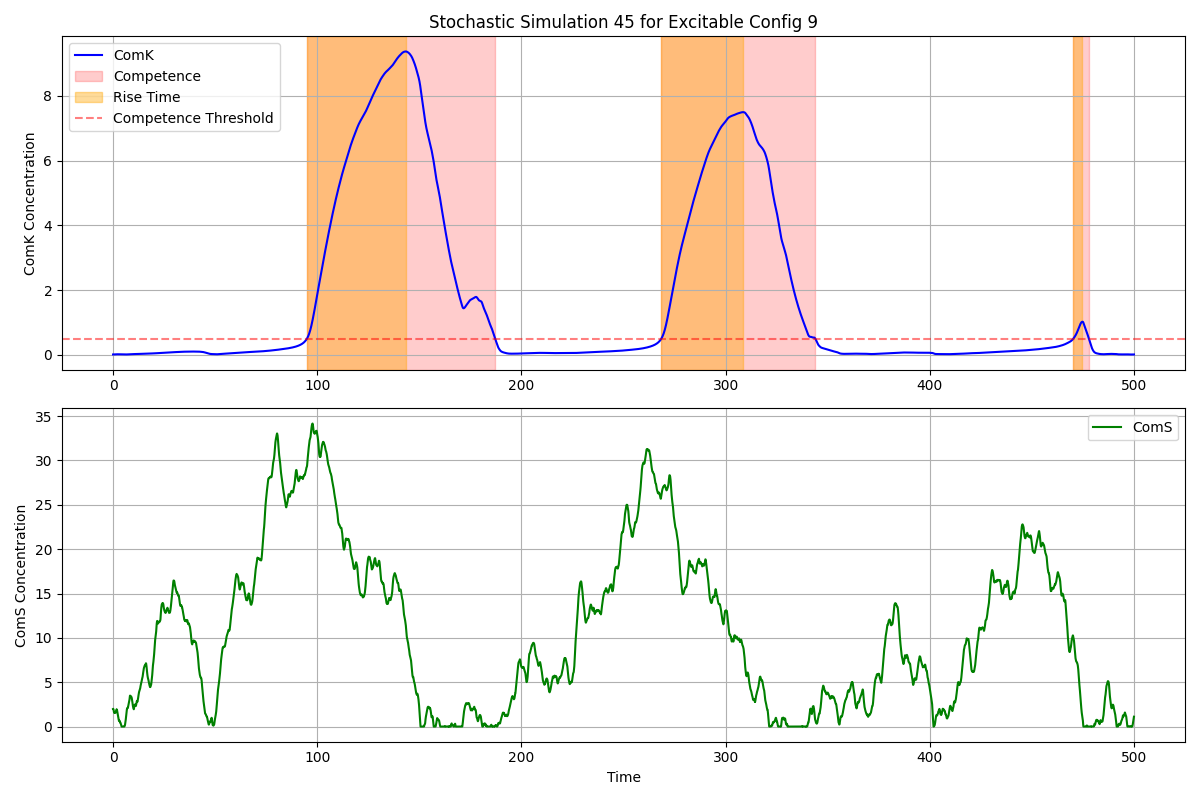 Stochastic Simulation 45 for Excitable Config 9
ComK
Competence
Rise Time
Competence Threshold
ComK Concentration
8
6
4
2
0
0 100 200 300 400 500
ComS
ComS Concentration
35
30
25
20
15
10
5
0
0 100 200 300 400 500
Time